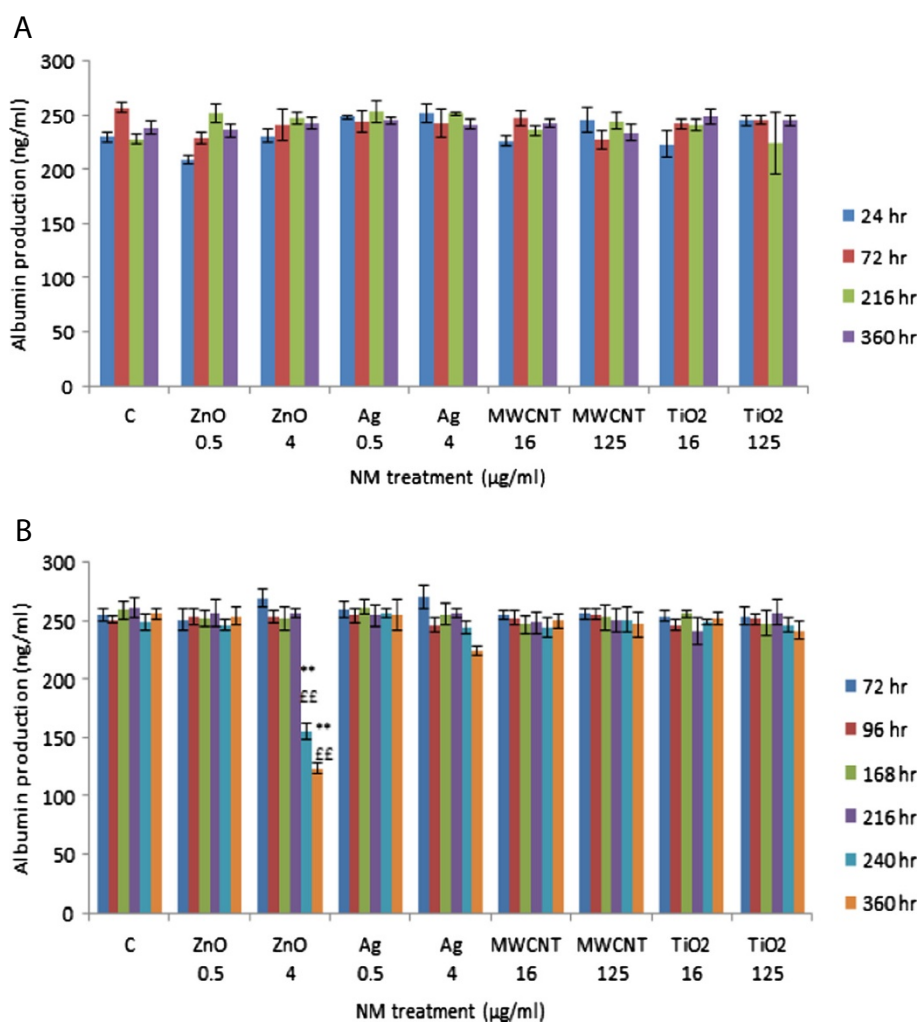 A
Albumin production (ng/ml)
300
250
200
150
100
50
0
C ZnO ZnO Ag Ag MWCNT MWCNT TiO2 TiO2
0.5 4 0.5 4 16 125 16 125
NM treatment (µg/ml)
24 hr
72 hr
216 hr
360 hr
B
Albumin production (ng/ml)
300
250
200
150
100
50
0
**
££
**
££
C ZnO ZnO Ag Ag MWCNT MWCNT TiO2 TiO2
0.5 4 0.5 4 16 125 16 125
NM treatment (µg/ml)
72 hr
96 hr
168 hr
216 hr
240 hr
360 hr